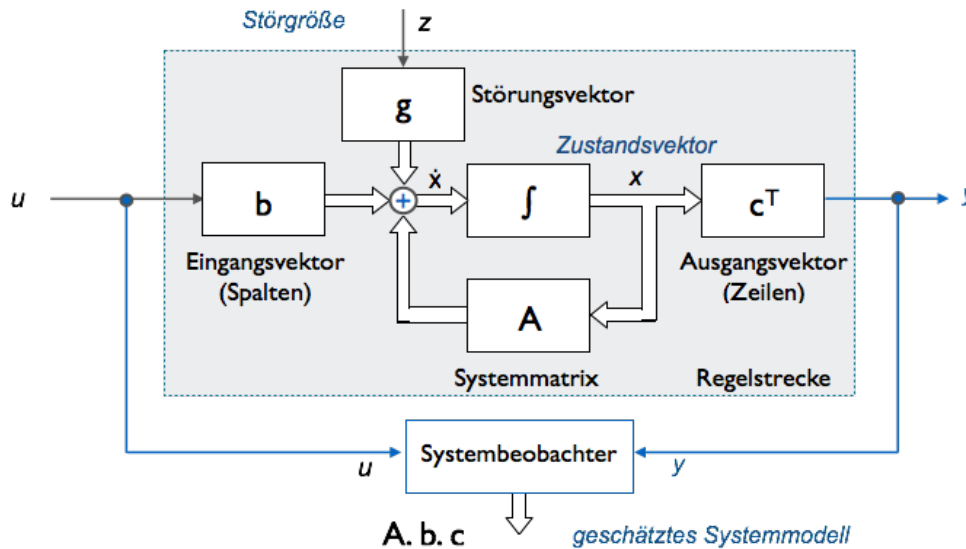 Störgröße
z
g
Störungsvektor
Zustandsvektor
u
b
+
ẋ
∫
x
cᵀ
Eingangsvektor
(Spalten)
Ausgangsvektor
(Zeilen)
A
Systemmatrix
Regelstrecke
u
Systembeobachter
y
A. b. c
geschätztes Systemmodell